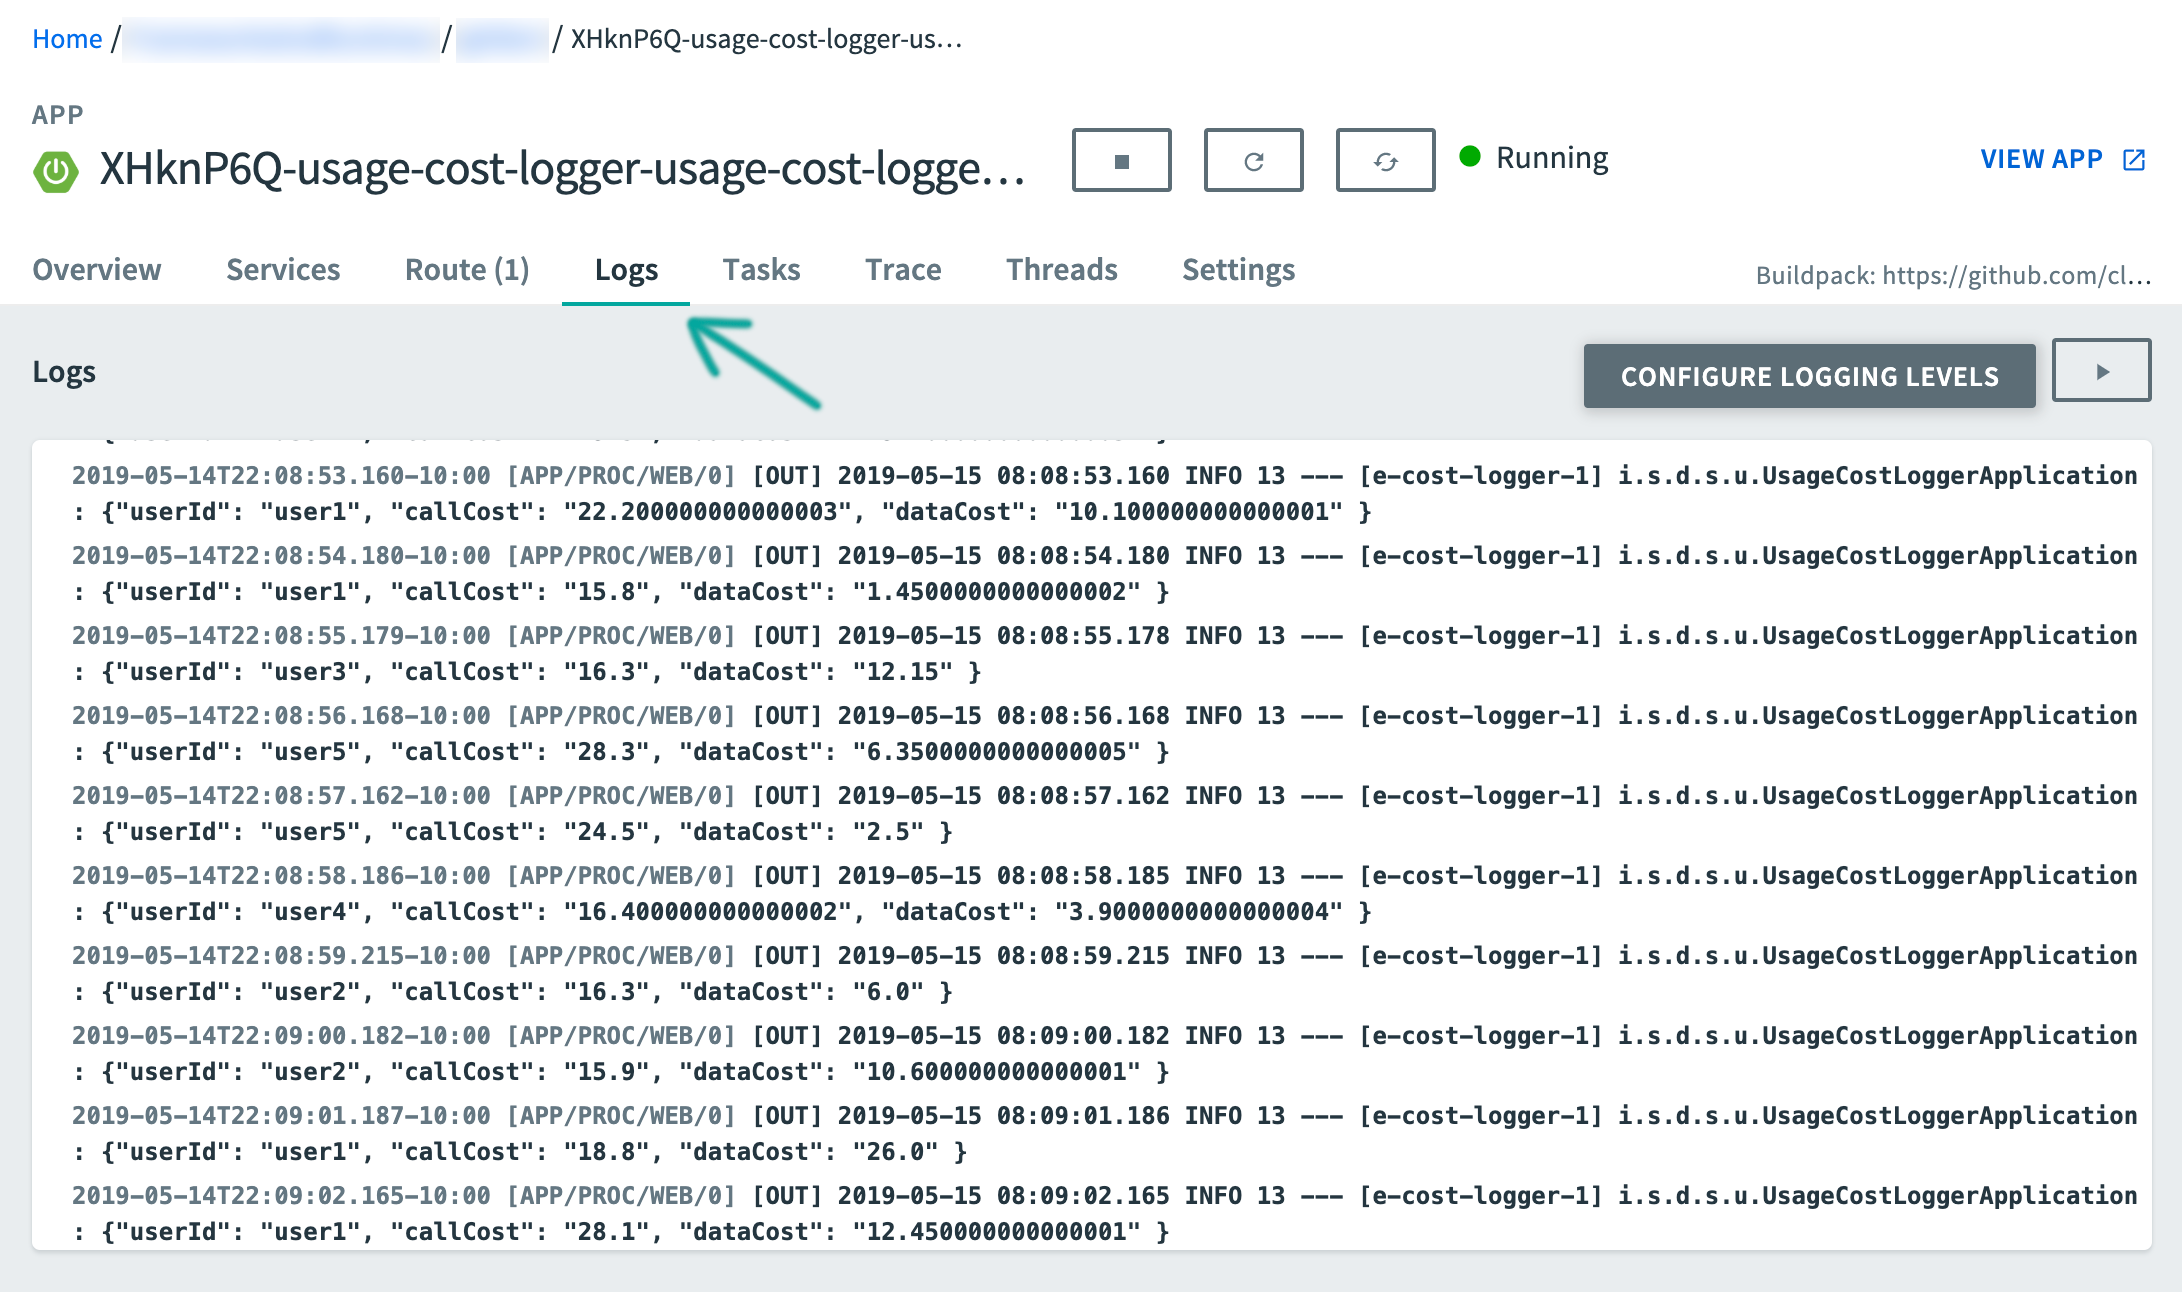 Home / / / XHknP6Q-usage-cost-logger-us…
APP
XHknP6Q-usage-cost-logger-usage-cost-logge…
Running
VIEW APP
Overview Services Route (1) Logs Tasks Trace Threads Settings
Buildpack: https://github.com/cl…
Logs
CONFIGURE LOGGING LEVELS
2019-05-14T22:08:53.160-10:00 [APP/PROC/WEB/0] [OUT] 2019-05-15 08:08:53.160 INFO 13 --- [e-cost-logger-1] i.s.d.s.u.UsageCostLoggerApplication
: {"userId": "user1", "callCost": "22.200000000000003", "dataCost": "10.100000000000001" }
2019-05-14T22:08:54.180-10:00 [APP/PROC/WEB/0] [OUT] 2019-05-15 08:08:54.180 INFO 13 --- [e-cost-logger-1] i.s.d.s.u.UsageCostLoggerApplication
: {"userId": "user1", "callCost": "15.8", "dataCost": "1.4500000000000002" }
2019-05-14T22:08:55.179-10:00 [APP/PROC/WEB/0] [OUT] 2019-05-15 08:08:55.178 INFO 13 --- [e-cost-logger-1] i.s.d.s.u.UsageCostLoggerApplication
: {"userId": "user3", "callCost": "16.3", "dataCost": "12.15" }
2019-05-14T22:08:56.168-10:00 [APP/PROC/WEB/0] [OUT] 2019-05-15 08:08:56.168 INFO 13 --- [e-cost-logger-1] i.s.d.s.u.UsageCostLoggerApplication
: {"userId": "user5", "callCost": "28.3", "dataCost": "6.3500000000000005" }
2019-05-14T22:08:57.162-10:00 [APP/PROC/WEB/0] [OUT] 2019-05-15 08:08:57.162 INFO 13 --- [e-cost-logger-1] i.s.d.s.u.UsageCostLoggerApplication
: {"userId": "user5", "callCost": "24.5", "dataCost": "2.5" }
2019-05-14T22:08:58.186-10:00 [APP/PROC/WEB/0] [OUT] 2019-05-15 08:08:58.185 INFO 13 --- [e-cost-logger-1] i.s.d.s.u.UsageCostLoggerApplication
: {"userId": "user4", "callCost": "16.400000000000002", "dataCost": "3.9000000000000004" }
2019-05-14T22:08:59.215-10:00 [APP/PROC/WEB/0] [OUT] 2019-05-15 08:08:59.215 INFO 13 --- [e-cost-logger-1] i.s.d.s.u.UsageCostLoggerApplication
: {"userId": "user2", "callCost": "16.3", "dataCost": "6.0" }
2019-05-14T22:09:00.182-10:00 [APP/PROC/WEB/0] [OUT] 2019-05-15 08:09:00.182 INFO 13 --- [e-cost-logger-1] i.s.d.s.u.UsageCostLoggerApplication
: {"userId": "user2", "callCost": "15.9", "dataCost": "10.600000000000001" }
2019-05-14T22:09:01.187-10:00 [APP/PROC/WEB/0] [OUT] 2019-05-15 08:09:01.186 INFO 13 --- [e-cost-logger-1] i.s.d.s.u.UsageCostLoggerApplication
: {"userId": "user1", "callCost": "18.8", "dataCost": "26.0" }
2019-05-14T22:09:02.165-10:00 [APP/PROC/WEB/0] [OUT] 2019-05-15 08:09:02.165 INFO 13 --- [e-cost-logger-1] i.s.d.s.u.UsageCostLoggerApplication
: {"userId": "user1", "callCost": "28.1", "dataCost": "12.450000000000001" }